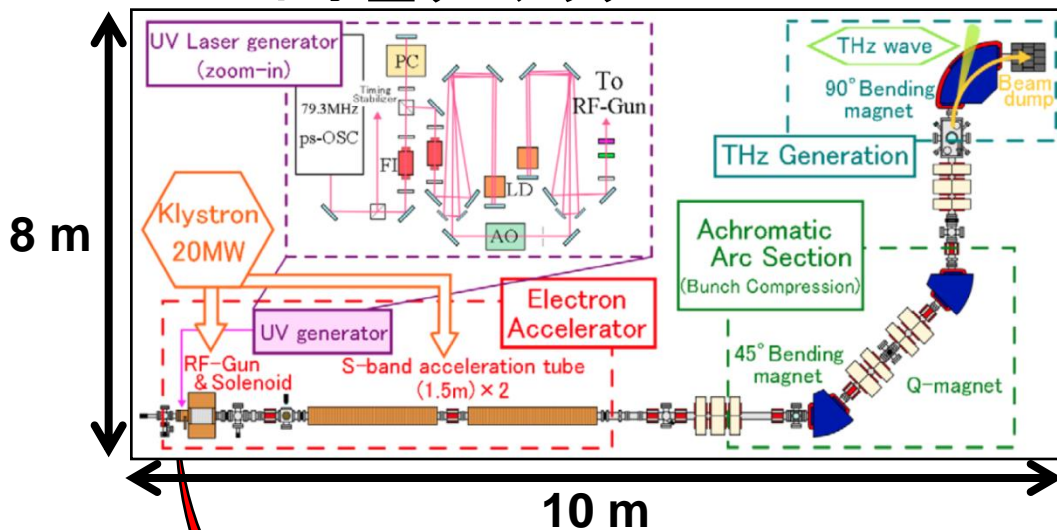 UV Laser generator
(zoom-in)
PC
Timing
Stabilizer
79.3MHz
ps-OSC
FI
LD
AO
To
RF-Gun
THz wave
90° Bending
magnet
Beam
dump
THz Generation
Klystron
20MW
8 m
Achromatic
Arc Section
(Bunch Compression)
Electron
Accelerator
UV generator
RF-Gun
& Solenoid
S-band acceleration tube
(1.5m) × 2
45° Bending
magnet
Q-magnet
10 m